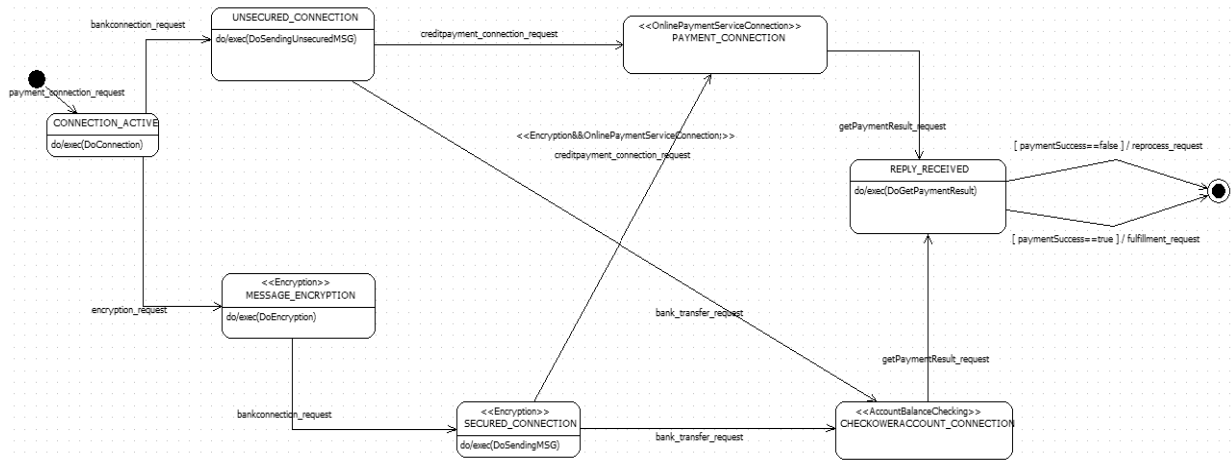 UNSECURED_CONNECTION
do/exec(DoSendingUnsecuredMSG)
<<OnlinePaymentServiceConnection>>
PAYMENT_CONNECTION
bankconnection_request
creditpayment_connection_request
payment_connection_request
CONNECTION_ACTIVE
do/exec(DoConnection)
<<Encryption&&OnlinePaymentServiceConnection:>>
creditpayment_connection_request
getPaymentResult_request
[ paymentSuccess==false ] / reprocess_request
REPLY_RECEIVED
do/exec(DoGetPaymentResult)
[ paymentSuccess==true ] / fulfillment_request
<<Encryption>>
MESSAGE_ENCRYPTION
do/exec(DoEncryption)
encryption_request
bank_transfer_request
getPaymentResult_request
bankconnection_request
<<Encryption>>
SECURED_CONNECTION
do/exec(DoSendingMSG)
bank_transfer_request
<<AccountBalanceChecking>>
CHECKOWERACCOUNT_CONNECTION